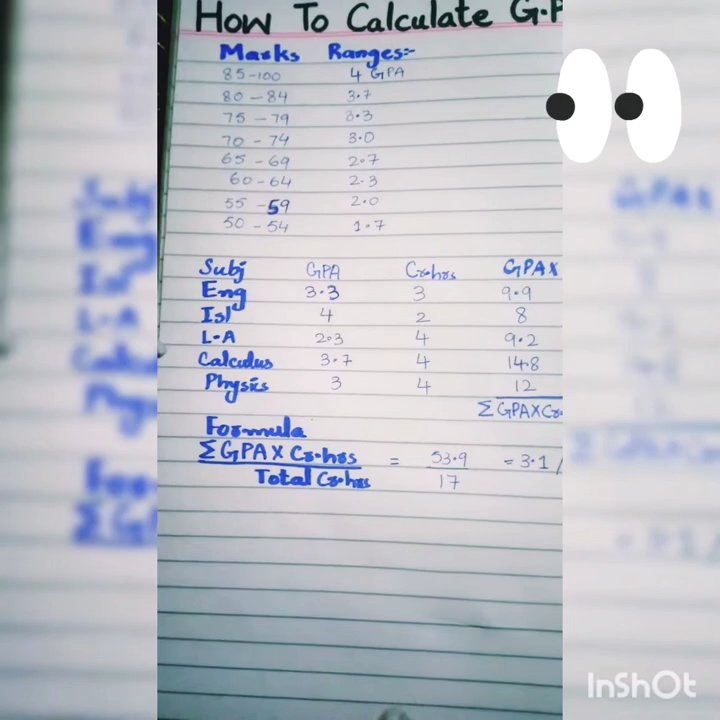 How To Calculate G.P
Marks Ranges:-
85-100 4 GPA
80-84 3.7
75-79 3.3
70-74 3.0
65-69 2.7
60-64 2.3
55-59 2.0
50-54 1.7
Subj GPA Cr.hrs GPAX
Eng 3.3 3 9.9
Isl 4 2 8
L.A 2.3 4 9.2
Calculus 3.7 4 14.8
Physics 3 4 12
ΣGPAXCr.
Formula
ΣGPAX Cr.hrs = 53.9 = 3.1/
Total Cr.hrs 17
InShOt